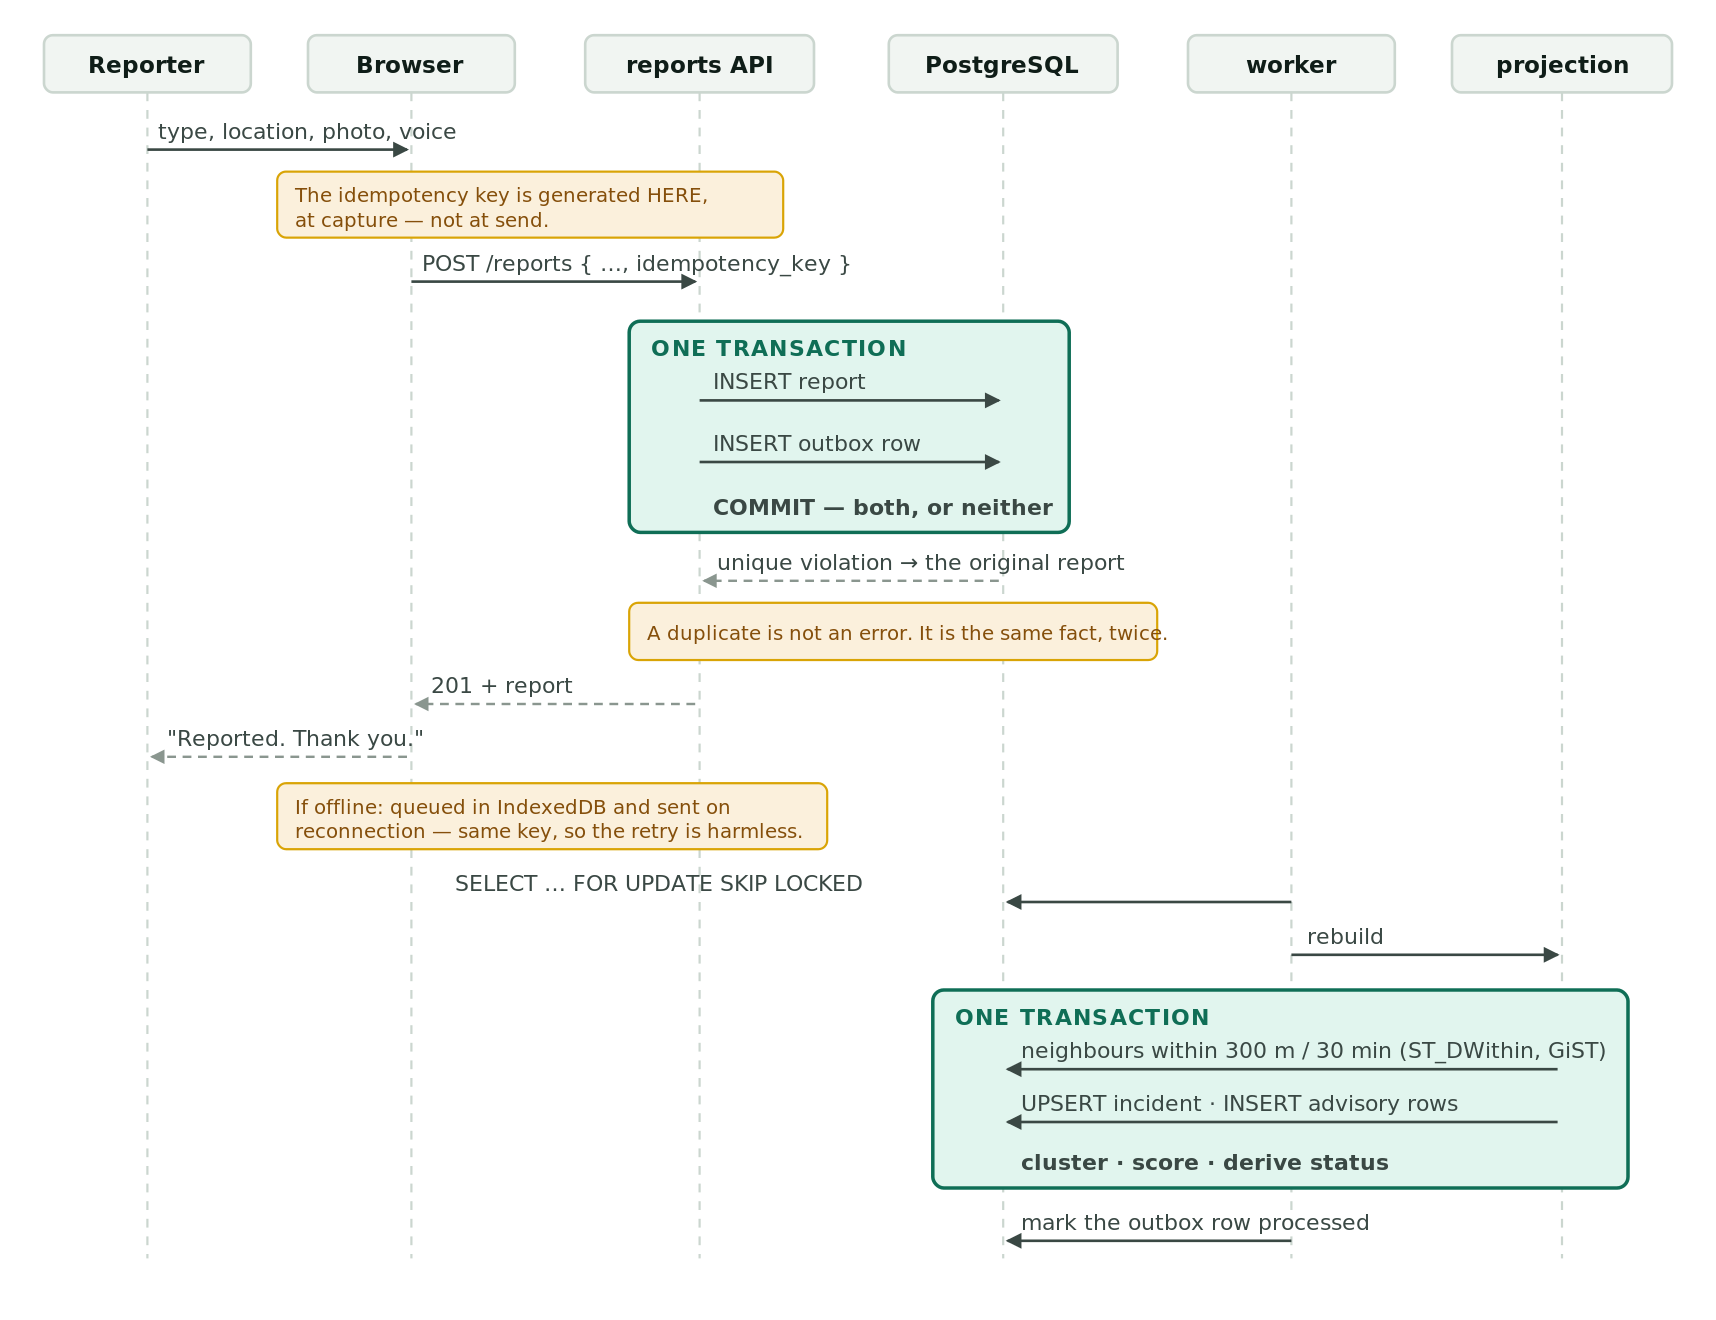 Reporter
Browser
reports API
PostgreSQL
worker
projection
type, location, photo, voice
The idempotency key is generated HERE,
at capture — not at send.
POST /reports { …, idempotency_key }
ONE TRANSACTION
INSERT report
INSERT outbox row
COMMIT — both, or neither
unique violation → the original report
A duplicate is not an error. It is the same fact, twice.
201 + report
"Reported. Thank you."
If offline: queued in IndexedDB and sent on
reconnection — same key, so the retry is harmless.
SELECT … FOR UPDATE SKIP LOCKED
rebuild
ONE TRANSACTION
neighbours within 300 m / 30 min (ST_DWithin, GiST)
UPSERT incident · INSERT advisory rows
cluster · score · derive status
mark the outbox row processed